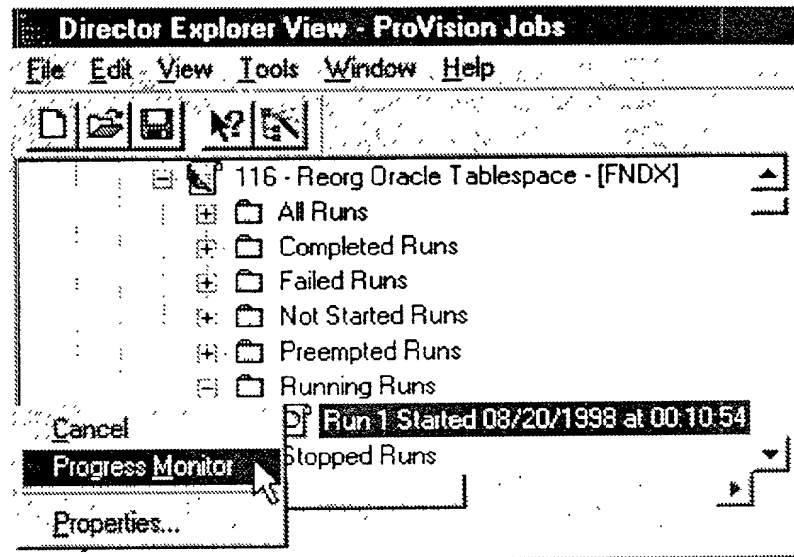 Director Explorer View - ProVision Jobs
File Edit View Tools Window Help
116 - Reorg Oracle Tablespace - [FNDX]
All Runs
Completed Runs
Failed Runs
Not Started Runs
Preempted Runs
Running Runs
Run 1 Started 08/20/1998 at 00:10:54
Stopped Runs
Cancel
Progress Monitor
Properties...